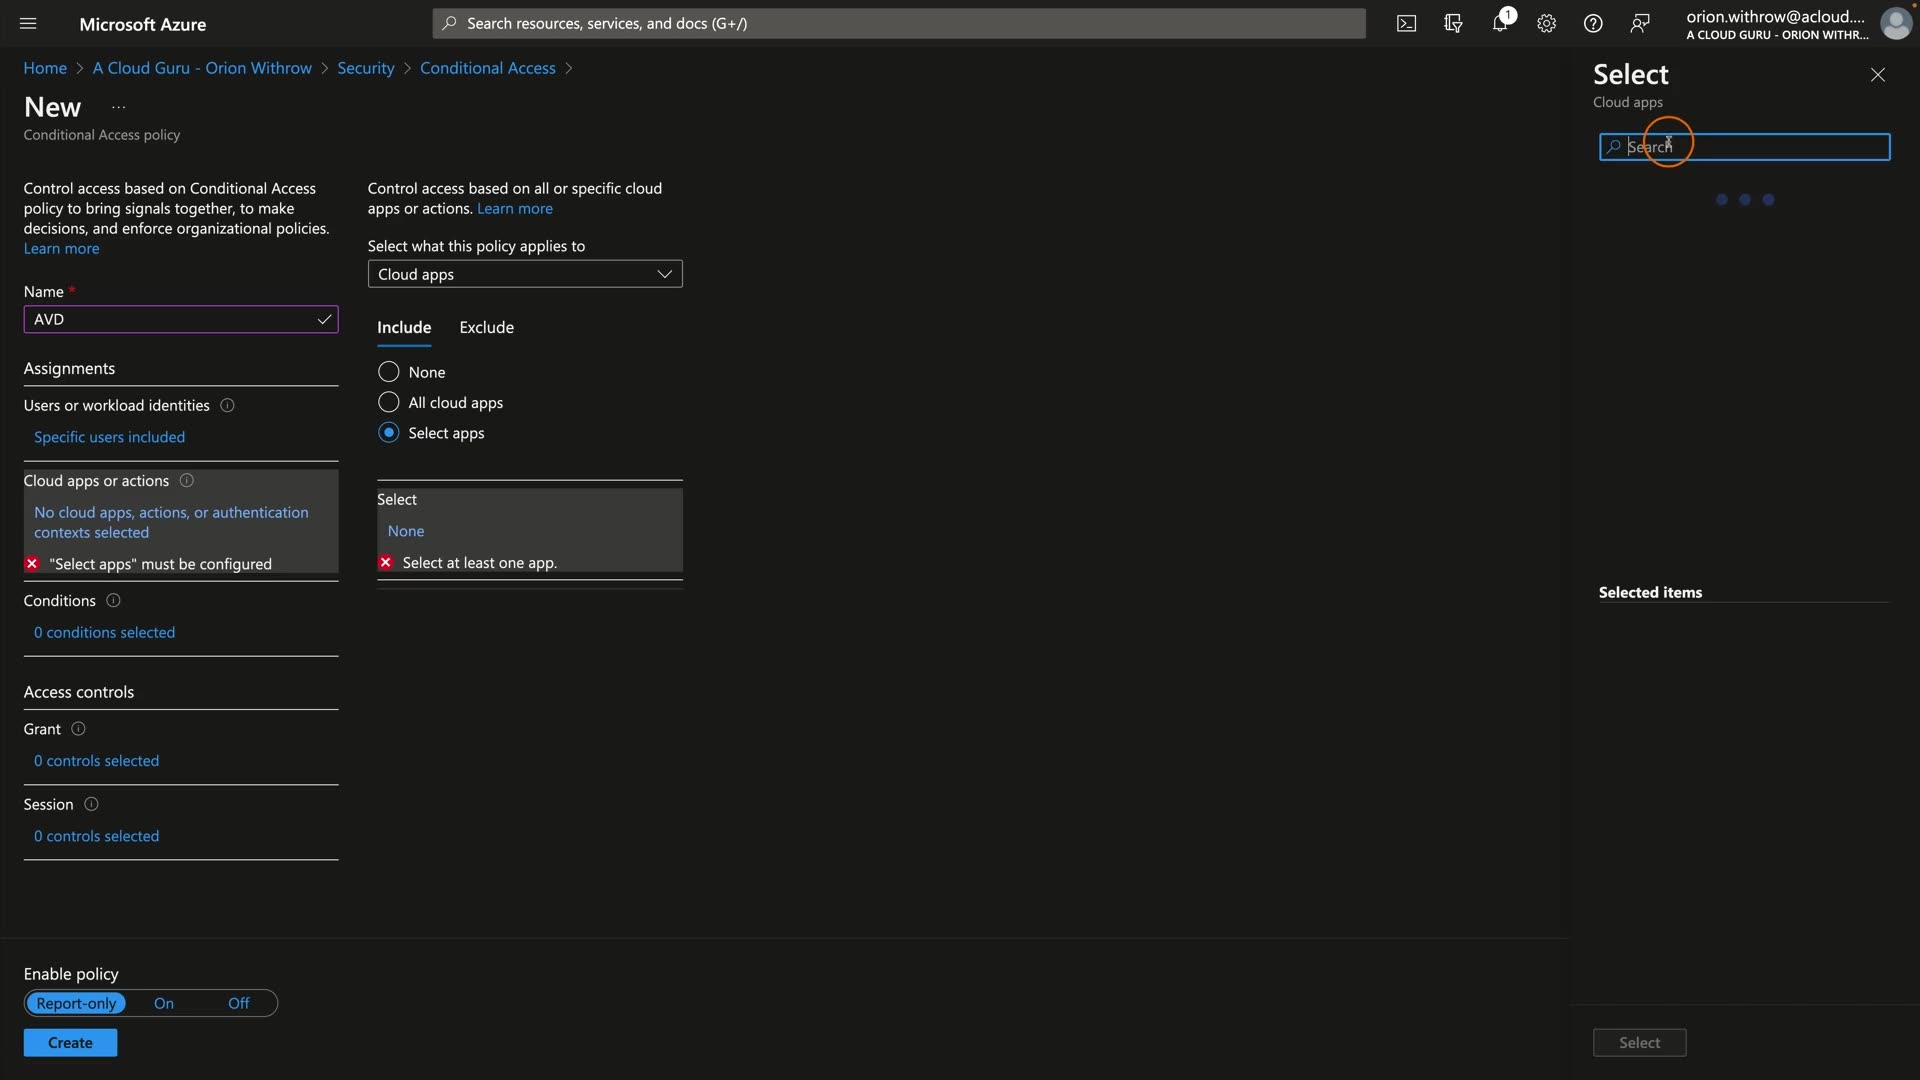 Microsoft Azure
Search resources, services, and docs (G+/)
1
orion.withrow@acloud....
A CLOUD GURU - ORION WITHR...
Home > A Cloud Guru - Orion Withrow > Security > Conditional Access >
New ...
Conditional Access policy
Control access based on Conditional Access
policy to bring signals together, to make
decisions, and enforce organizational policies.
Learn more
Name *
AVD
Assignments
Users or workload identities
Specific users included
Cloud apps or actions
No cloud apps, actions, or authentication
contexts selected
"Select apps" must be configured
Conditions
0 conditions selected
Access controls
Grant
0 controls selected
Session
0 controls selected
Enable policy
Report-only On Off
Create
Control access based on all or specific cloud
apps or actions. Learn more
Select what this policy applies to
Cloud apps
Include Exclude
None
All cloud apps
Select apps
Select
None
Select at least one app.
Select
Cloud apps
Search
Selected items
Select